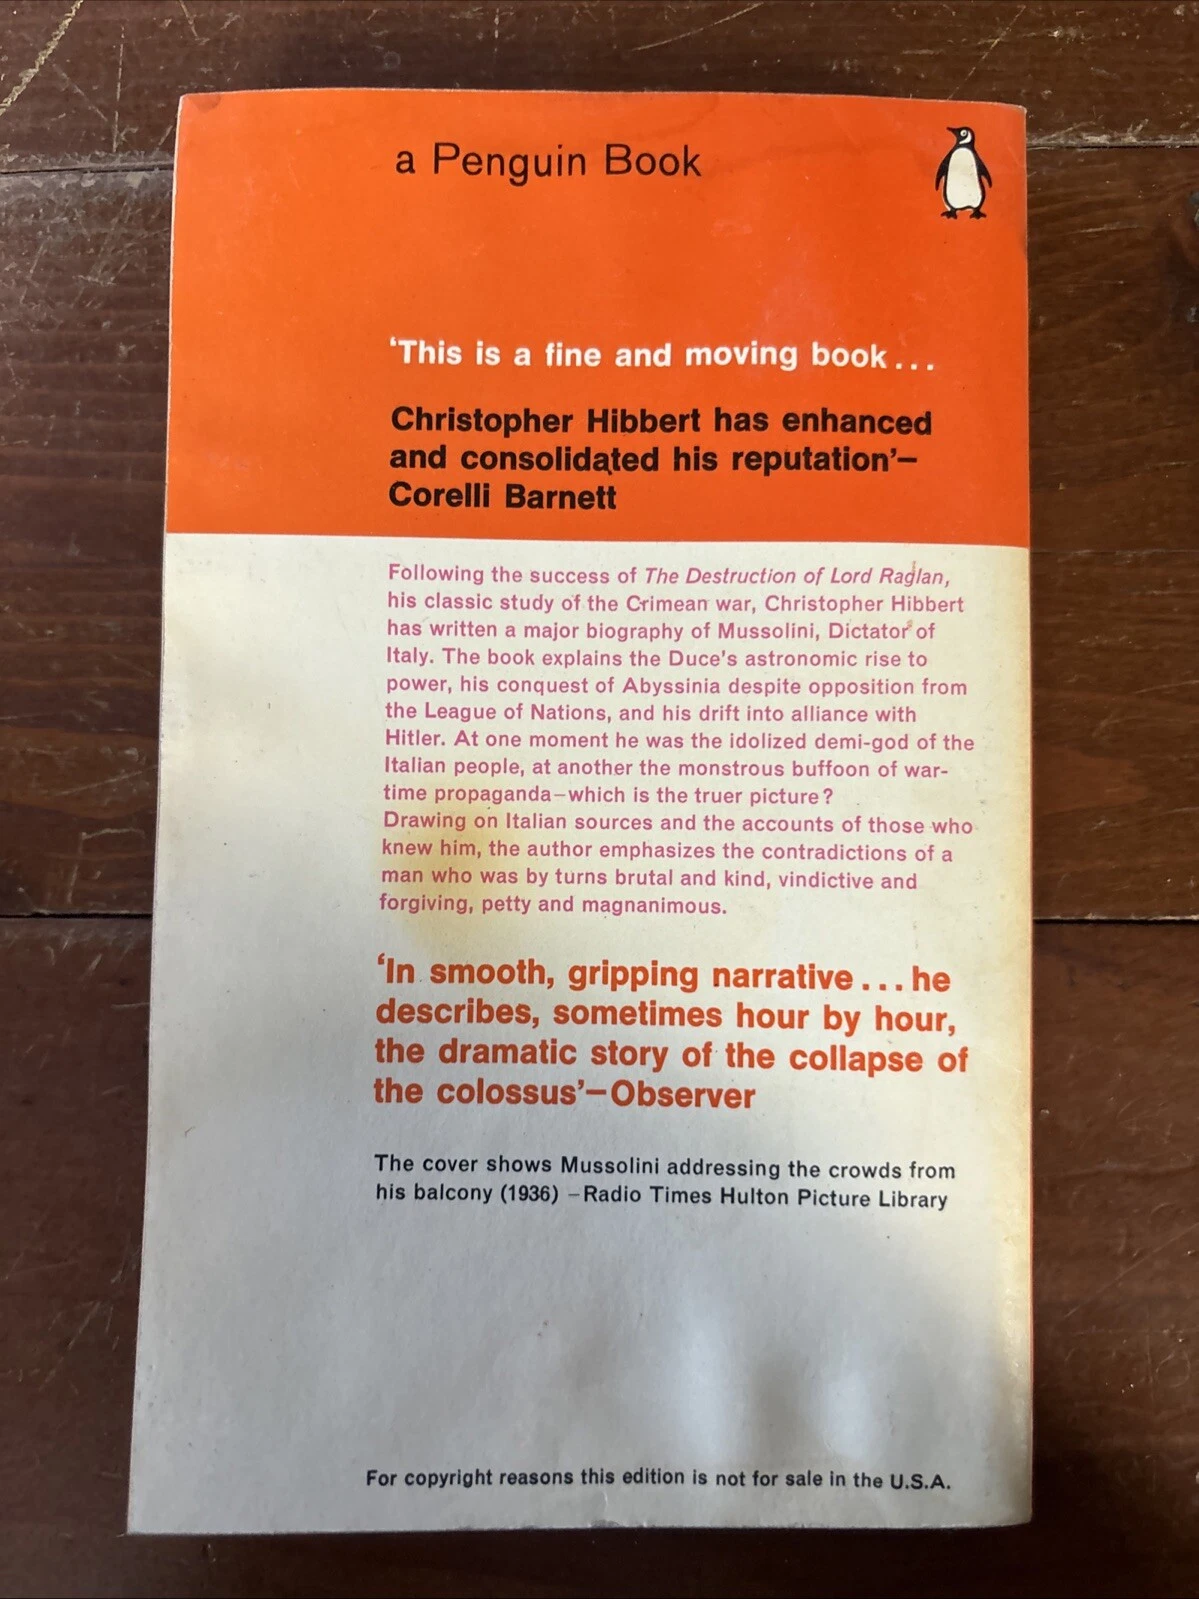 a Penguin Book
‘This is a fine and moving book...
Christopher Hibbert has enhanced
and consolidated his reputation’–
Corelli Barnett
Following the success of The Destruction of Lord Raglan,
his classic study of the Crimean war, Christopher Hibbert
has written a major biography of Mussolini, Dictator of
Italy. The book explains the Duce's astronomic rise to
power, his conquest of Abyssinia despite opposition from
the League of Nations, and his drift into alliance with
Hitler. At one moment he was the idolized demi-god of the
Italian people, at another the monstrous buffoon of war-
time propaganda–which is the truer picture?
Drawing on Italian sources and the accounts of those who
knew him, the author emphasizes the contradictions of a
man who was by turns brutal and kind, vindictive and
forgiving, petty and magnanimous.
‘In smooth, gripping narrative...he
describes, sometimes hour by hour,
the dramatic story of the collapse of
the colossus’–Observer
The cover shows Mussolini addressing the crowds from
his balcony (1936) –Radio Times Hulton Picture Library
For copyright reasons this edition is not for sale in the U.S.A.